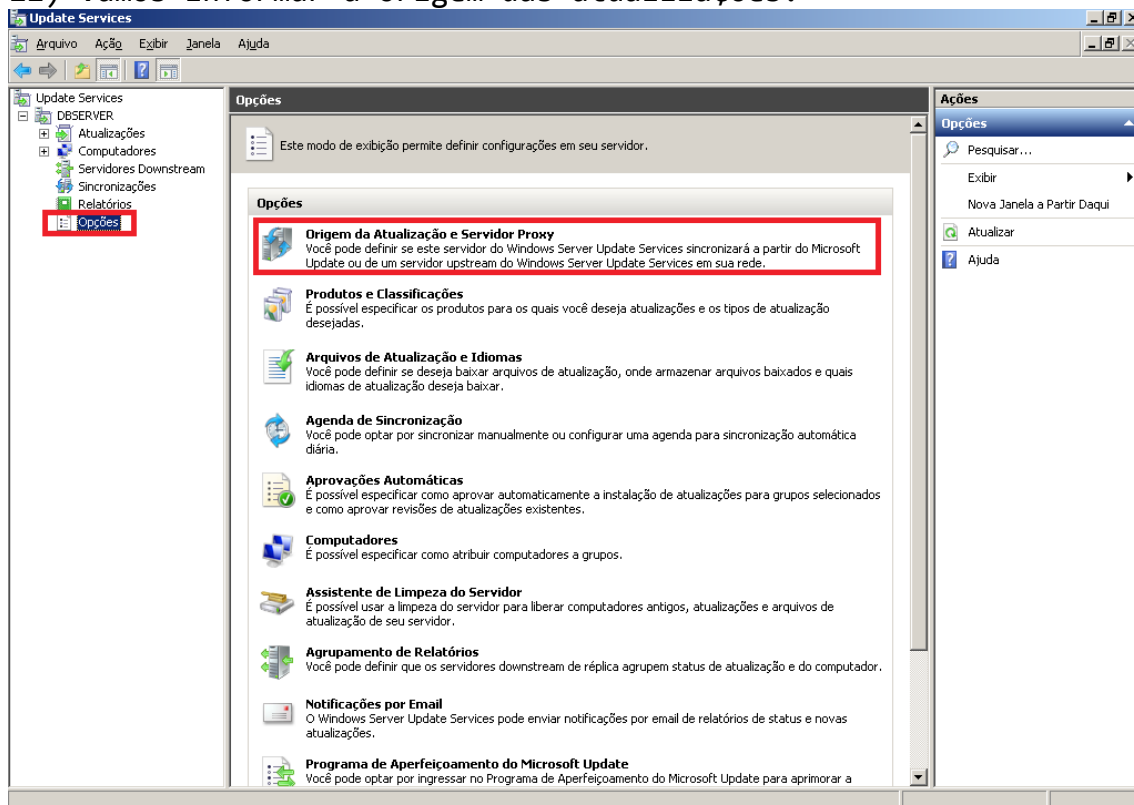 Vamos informar a origem das atualizações.
Update Services
Arquivo Ação Exibir Janela Ajuda
Update Services
DBSERVER
Atualizações
Computadores
Servidores Downstream
Sincronizações
Relatórios
Opções
Opções
Este modo de exibição permite definir configurações em seu servidor.
Opções
Origem da Atualização e Servidor Proxy
Você pode definir se este servidor do Windows Server Update Services sincronizará a partir do Microsoft
Update ou de um servidor upstream do Windows Server Update Services em sua rede.
Produtos e Classificações
É possível especificar os produtos para os quais você deseja atualizações e os tipos de atualização
desejadas.
Arquivos de Atualização e Idiomas
Você pode definir se deseja baixar arquivos de atualização, onde armazenar arquivos baixados e quais
idiomas de atualização deseja baixar.
Agenda de Sincronização
Você pode optar por sincronizar manualmente ou configurar uma agenda para sincronização automática
diária.
Aprovações Automáticas
É possível especificar como aprovar automaticamente a instalação de atualizações para grupos selecionados
e como aprovar revisões de atualizações existentes.
Computadores
É possível especificar como atribuir computadores a grupos.
Assistente de Limpeza do Servidor
É possível usar a limpeza do servidor para liberar computadores antigos, atualizações e arquivos de
atualização de seu servidor.
Agrupamento de Relatórios
Você pode definir que os servidores downstream de réplica agrupem status de atualização e do computador.
Notificações por Email
O Windows Server Update Services pode enviar notificações por email de relatórios de status e novas
atualizações.
Programa de Aperfeiçoamento do Microsoft Update
Você pode optar por ingressar no Programa de Aperfeiçoamento do Microsoft Update para aprimorar a
Ações
Opções
Pesquisar...
Exibir
Nova Janela a Partir Daqui
Atualizar
Ajuda